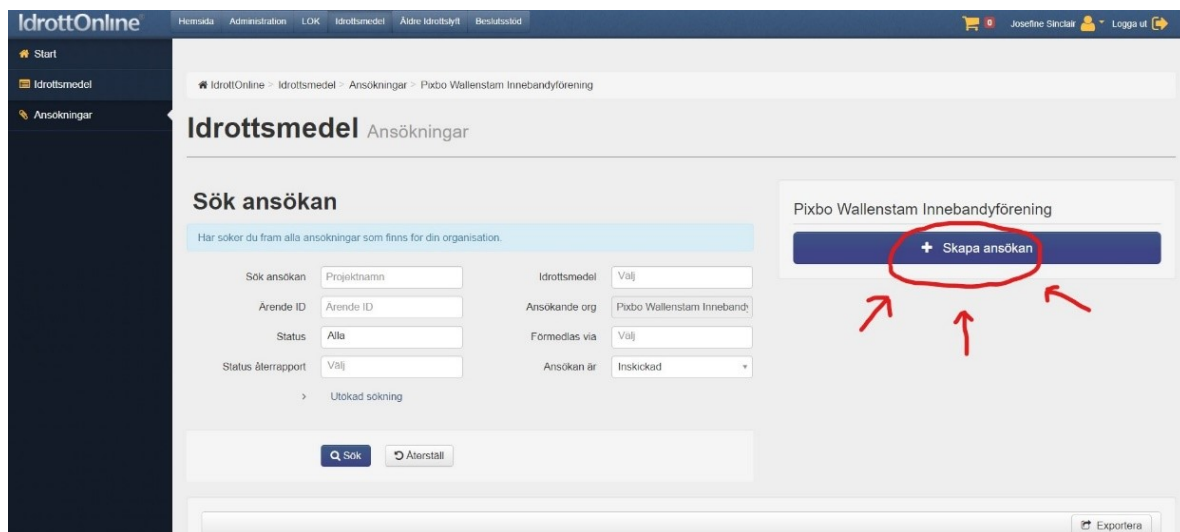 IdrottOnline
Hemsida Administration LOK Idrottsmedel Äldre Idrottslyft Beslutsstöd
0 Josefine Sinclair Logga ut
Start
Idrottsmedel
Ansökningar
IdrottOnline > Idrottsmedel > Ansökningar > Pixbo Wallenstam Innebandyförening
Idrottsmedel Ansökningar
Sök ansökan
Här söker du fram alla ansökningar som finns för din organisation.
Sök ansökan Projektnamn Idrottsmedel Välj
Ärende ID Ärende ID Ansökande org Pixbo Wallenstam Innebandy
Status Alla Förmedlas via Välj
Status återrapport Välj Ansökan är Inskickad
> Utökad sökning
Sök Återställ
Pixbo Wallenstam Innebandyförening
+ Skapa ansökan
Exportera